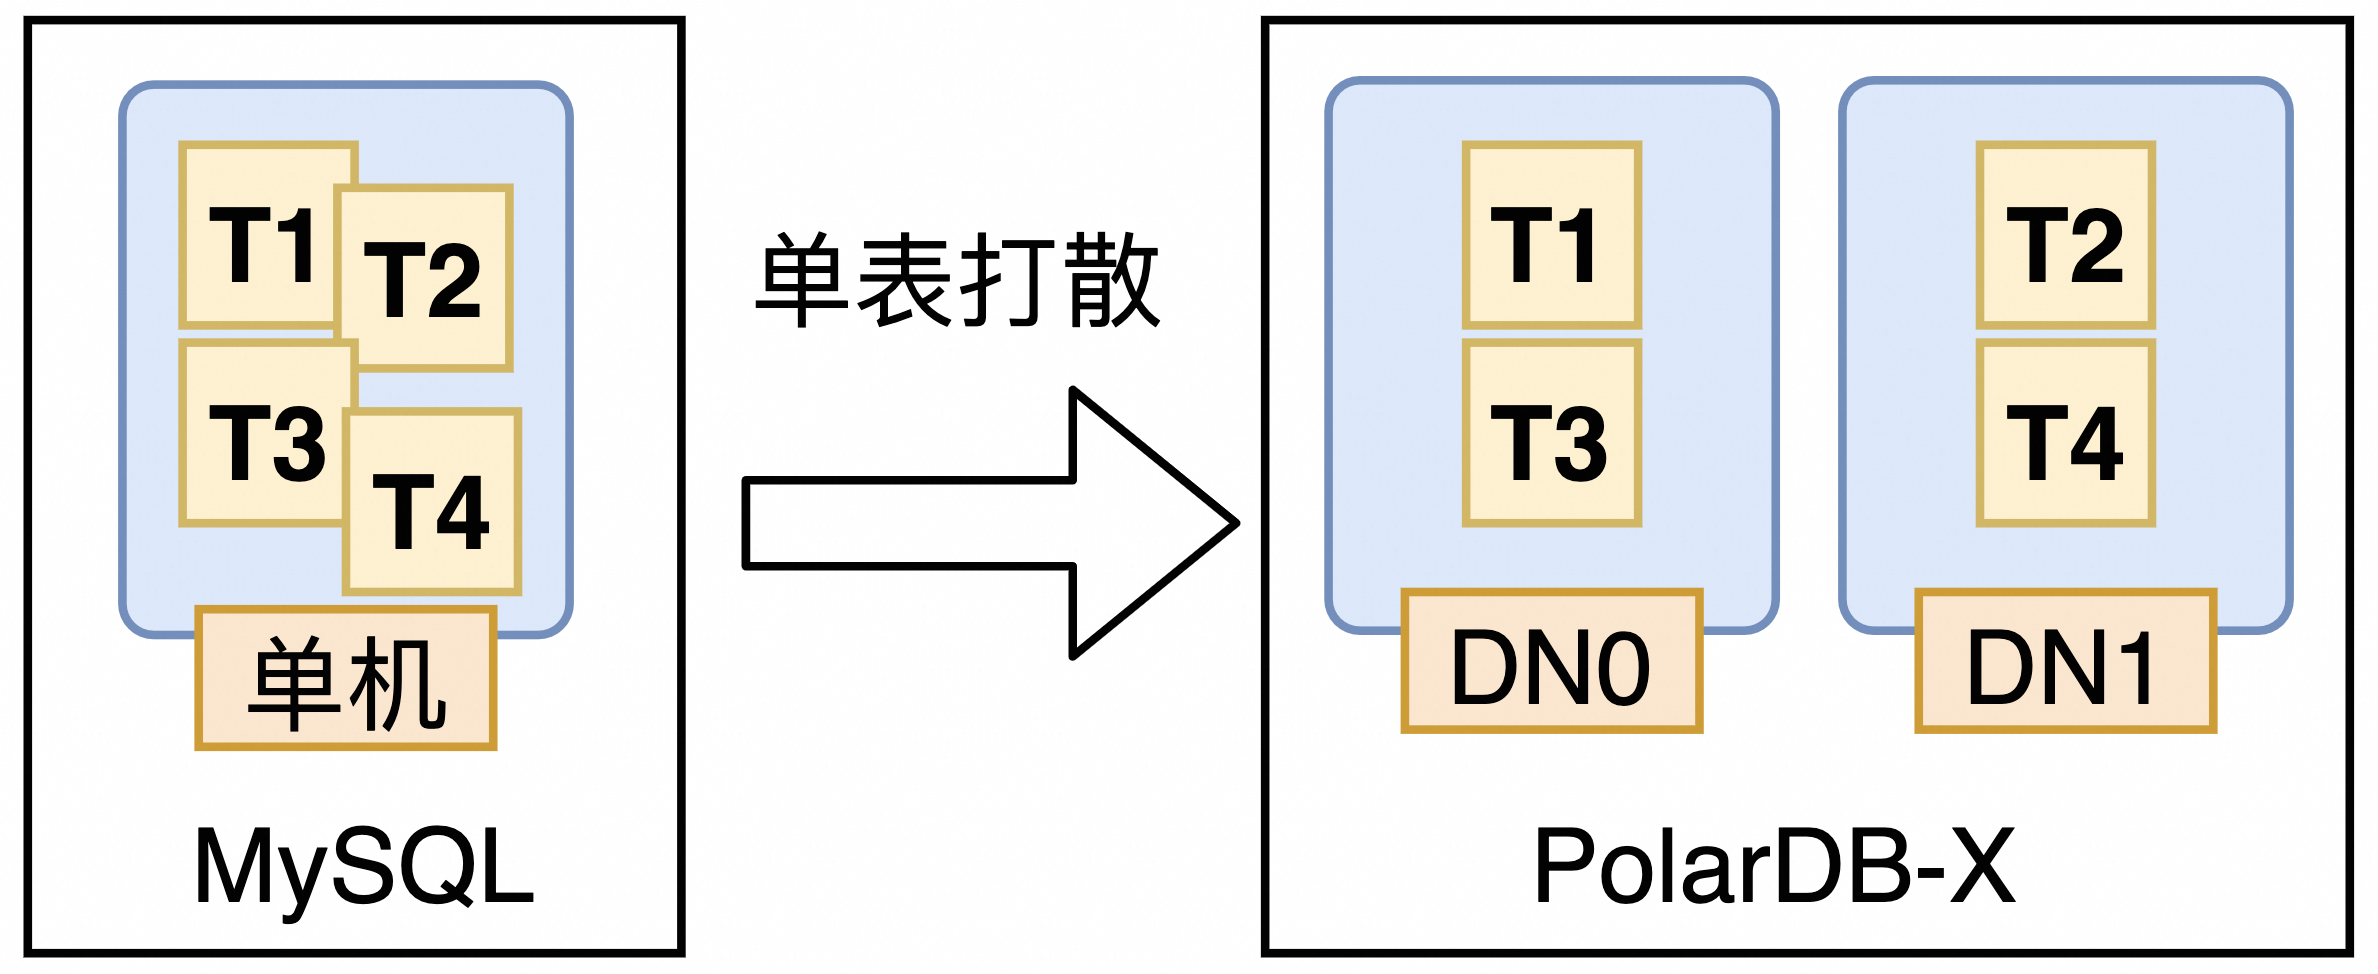 T1
T2
T3
T4
单机
MySQL
单表打散
T1
T3
DN0
T2
T4
DN1
PolarDB-X